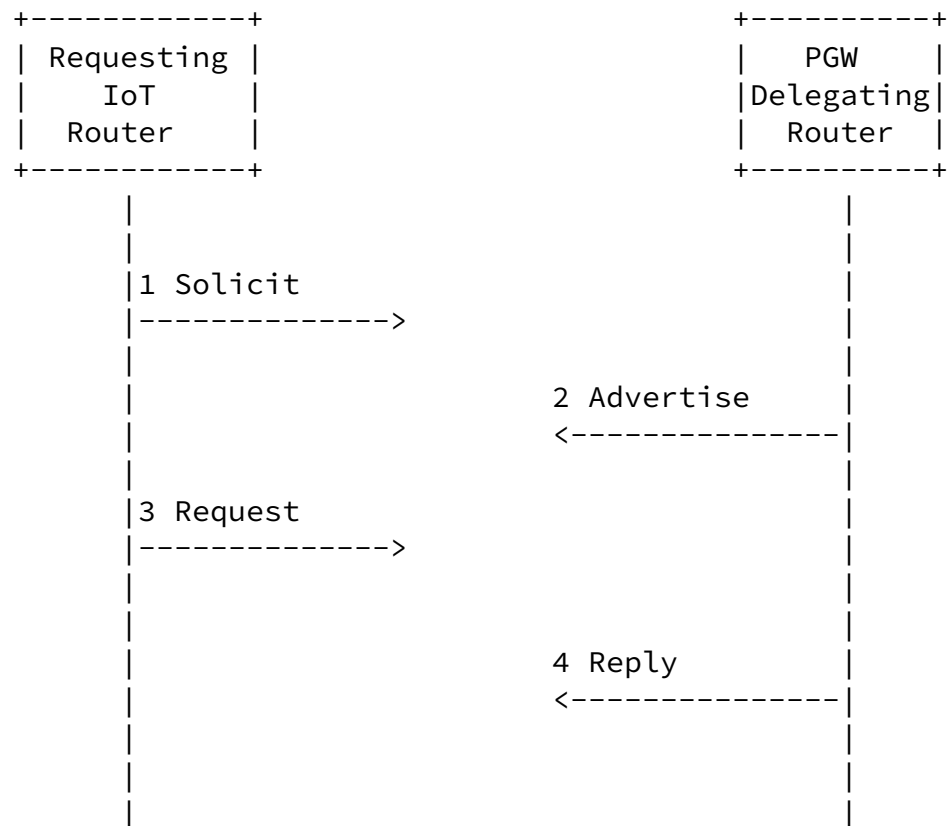 Requesting
IoT
Router
PGW
Delegating
Router
1 Solicit
2 Advertise
3 Request
4 Reply